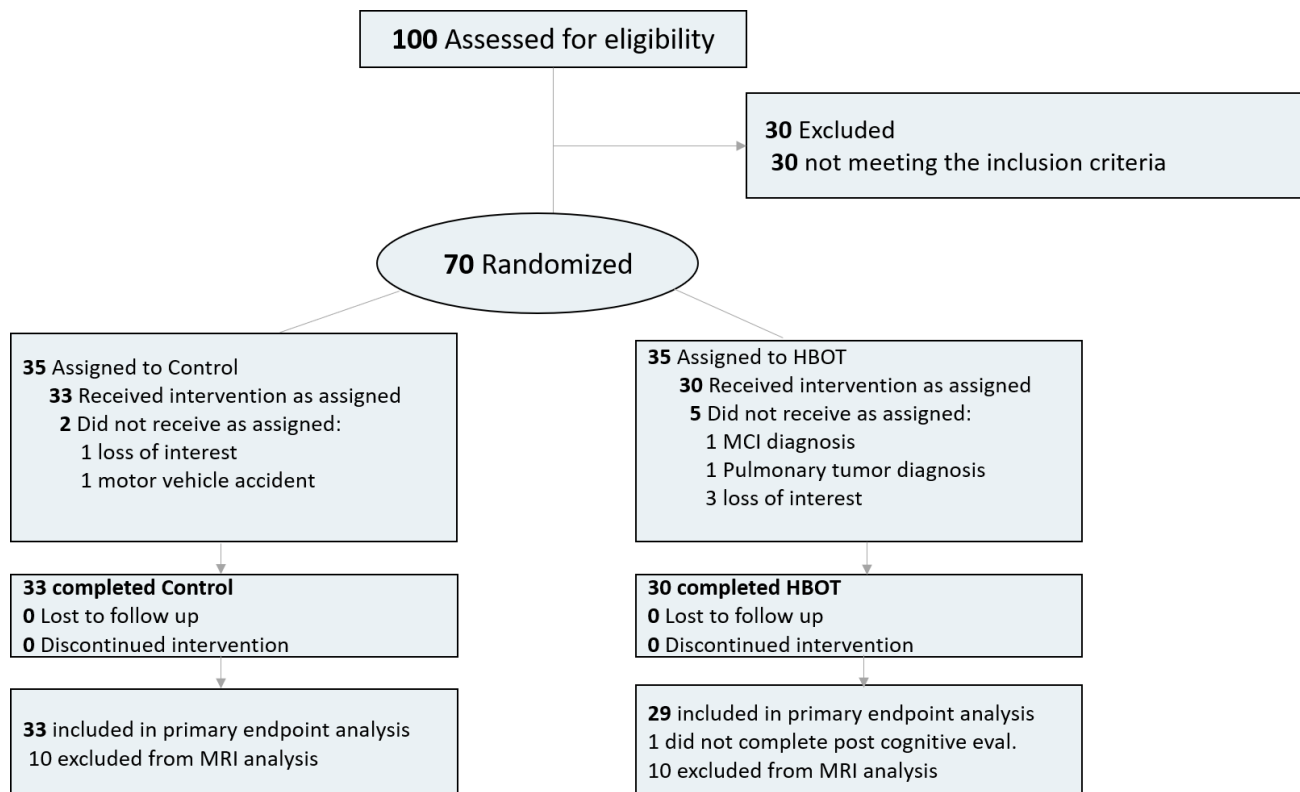 100 Assessed for eligibility
30 Excluded
30 not meeting the inclusion criteria
70 Randomized
35 Assigned to Control
33 Received intervention as assigned
2 Did not receive as assigned:
1 loss of interest
1 motor vehicle accident
35 Assigned to HBOT
30 Received intervention as assigned
5 Did not receive as assigned:
1 MCI diagnosis
1 Pulmonary tumor diagnosis
3 loss of interest
33 completed Control
0 Lost to follow up
0 Discontinued intervention
30 completed HBOT
0 Lost to follow up
0 Discontinued intervention
33 included in primary endpoint analysis
10 excluded from MRI analysis
29 included in primary endpoint analysis
1 did not complete post cognitive eval.
10 excluded from MRI analysis